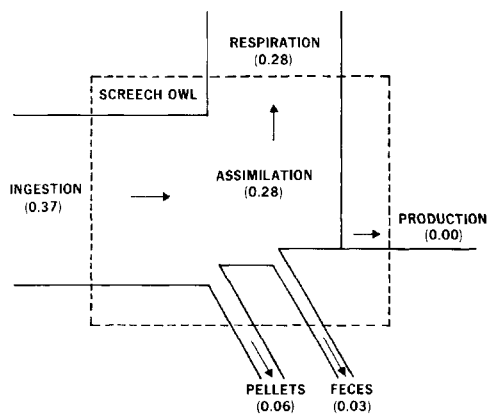 RESPIRATION
(0.28)
SCREECH OWL
INGESTION
(0.37)
ASSIMILATION
(0.28)
PRODUCTION
(0.00)
PELLETS
(0.06)
FECES
(0.03)